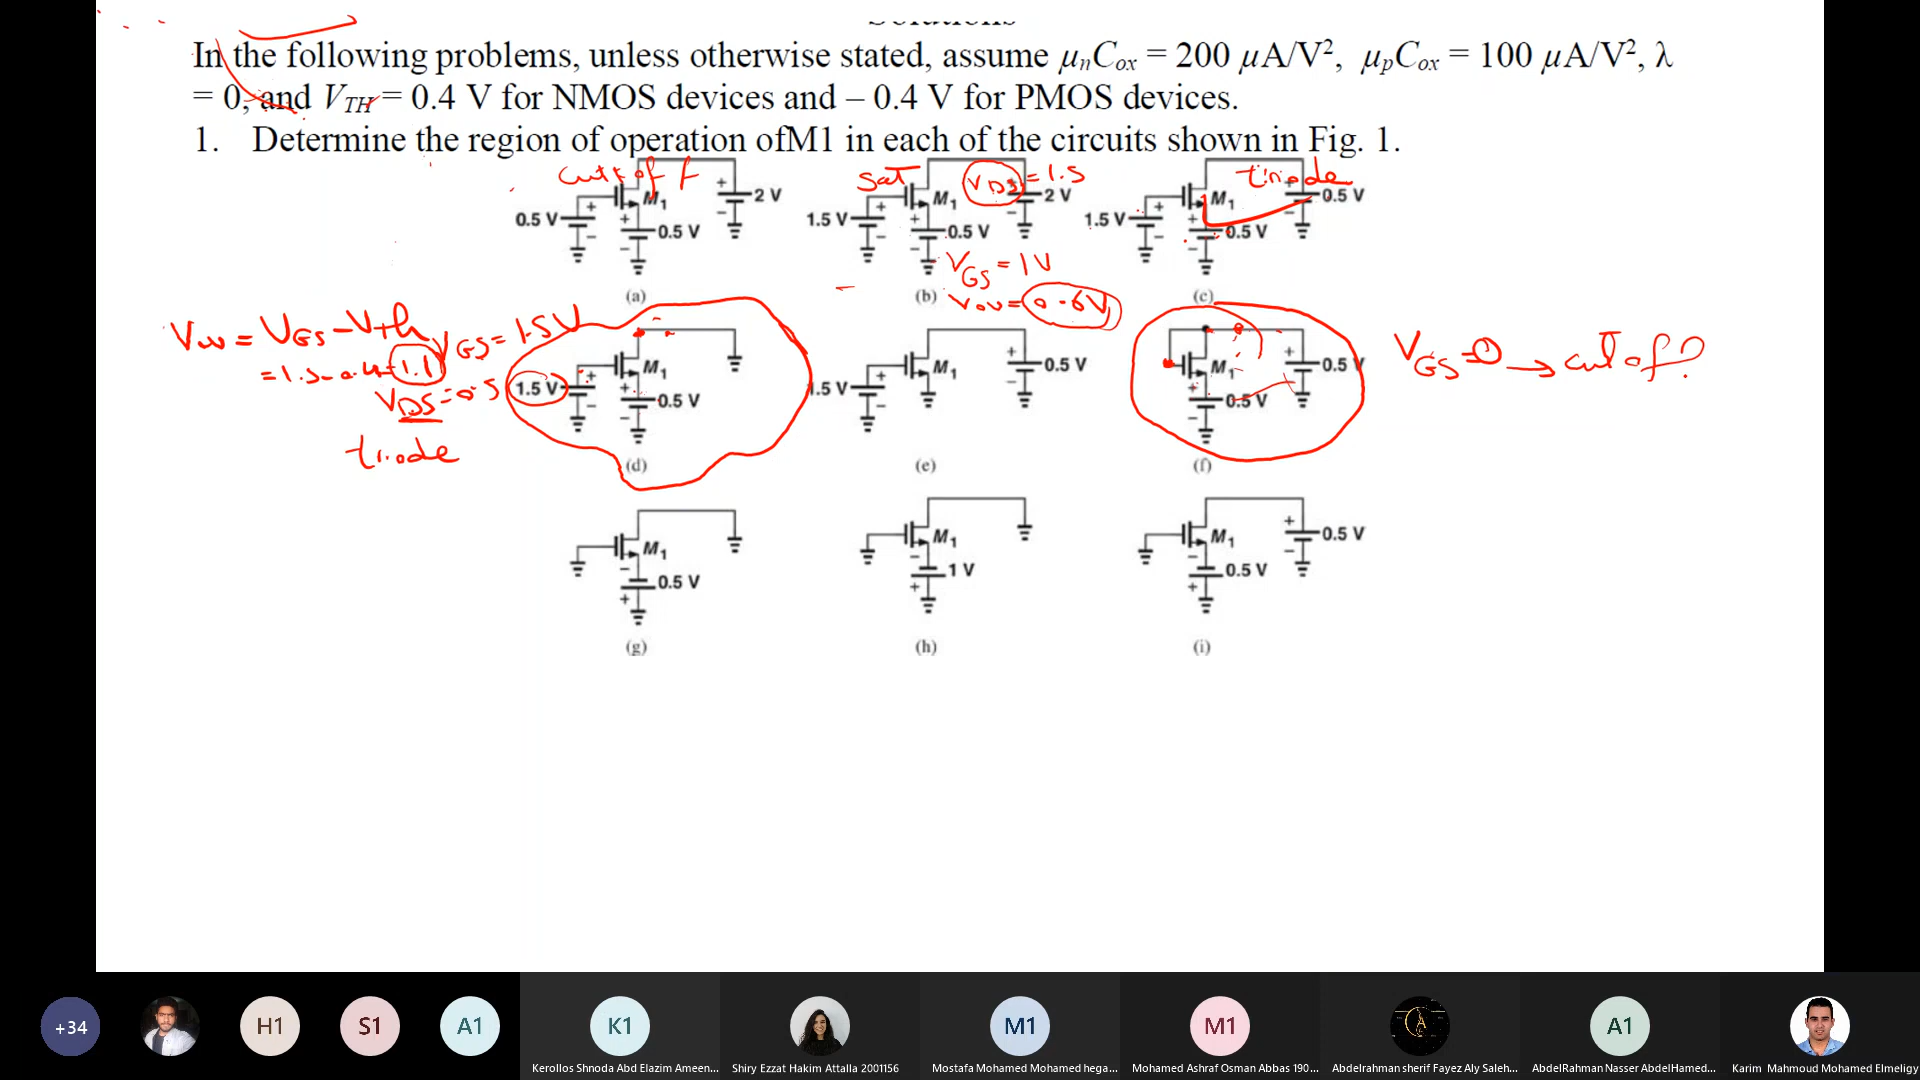 In the following problems, unless otherwise stated, assume μnCox = 200 μA/V², μpCox = 100 μA/V², λ
= 0, and VTH = 0.4 V for NMOS devices and – 0.4 V for PMOS devices.
1. Determine the region of operation ofM1 in each of the circuits shown in Fig. 1.
cutt off
sat
VDS = 1.5
triode
M1
2 V
M1
2 V
M1
0.5 V
0.5 V
0.5 V
1.5 V
0.5 V
1.5 V
0.5 V
VGS = 1V
(a)
(b)
Vov = 0.6V
(c)
Vov = VGS - Vth
VGS = 1.5V
= 1.5 - 0.4 = 1.1
VDS = 0.5
triode
1.5 V
M1
0.5 V
1.5 V
M1
0.5 V
M1
0.5 V
0.5 V
VGS=0 → cut of?
(d)
(e)
(f)
M1
0.5 V
M1
1 V
M1
0.5 V
0.5 V
(g)
(h)
(i)
+34
H1
S1
A1
K1
M1
M1
A1
Kerollos Shnoda Abd Elazim Ameen...
Shiry Ezzat Hakim Attalla 2001156
Mostafa Mohamed Mohamed hega...
Mohamed Ashraf Osman Abbas 190...
Abdelrahman sherif Fayez Aly Saleh...
AbdelRahman Nasser AbdelHamed...
Karim Mahmoud Mohamed Elmeligy